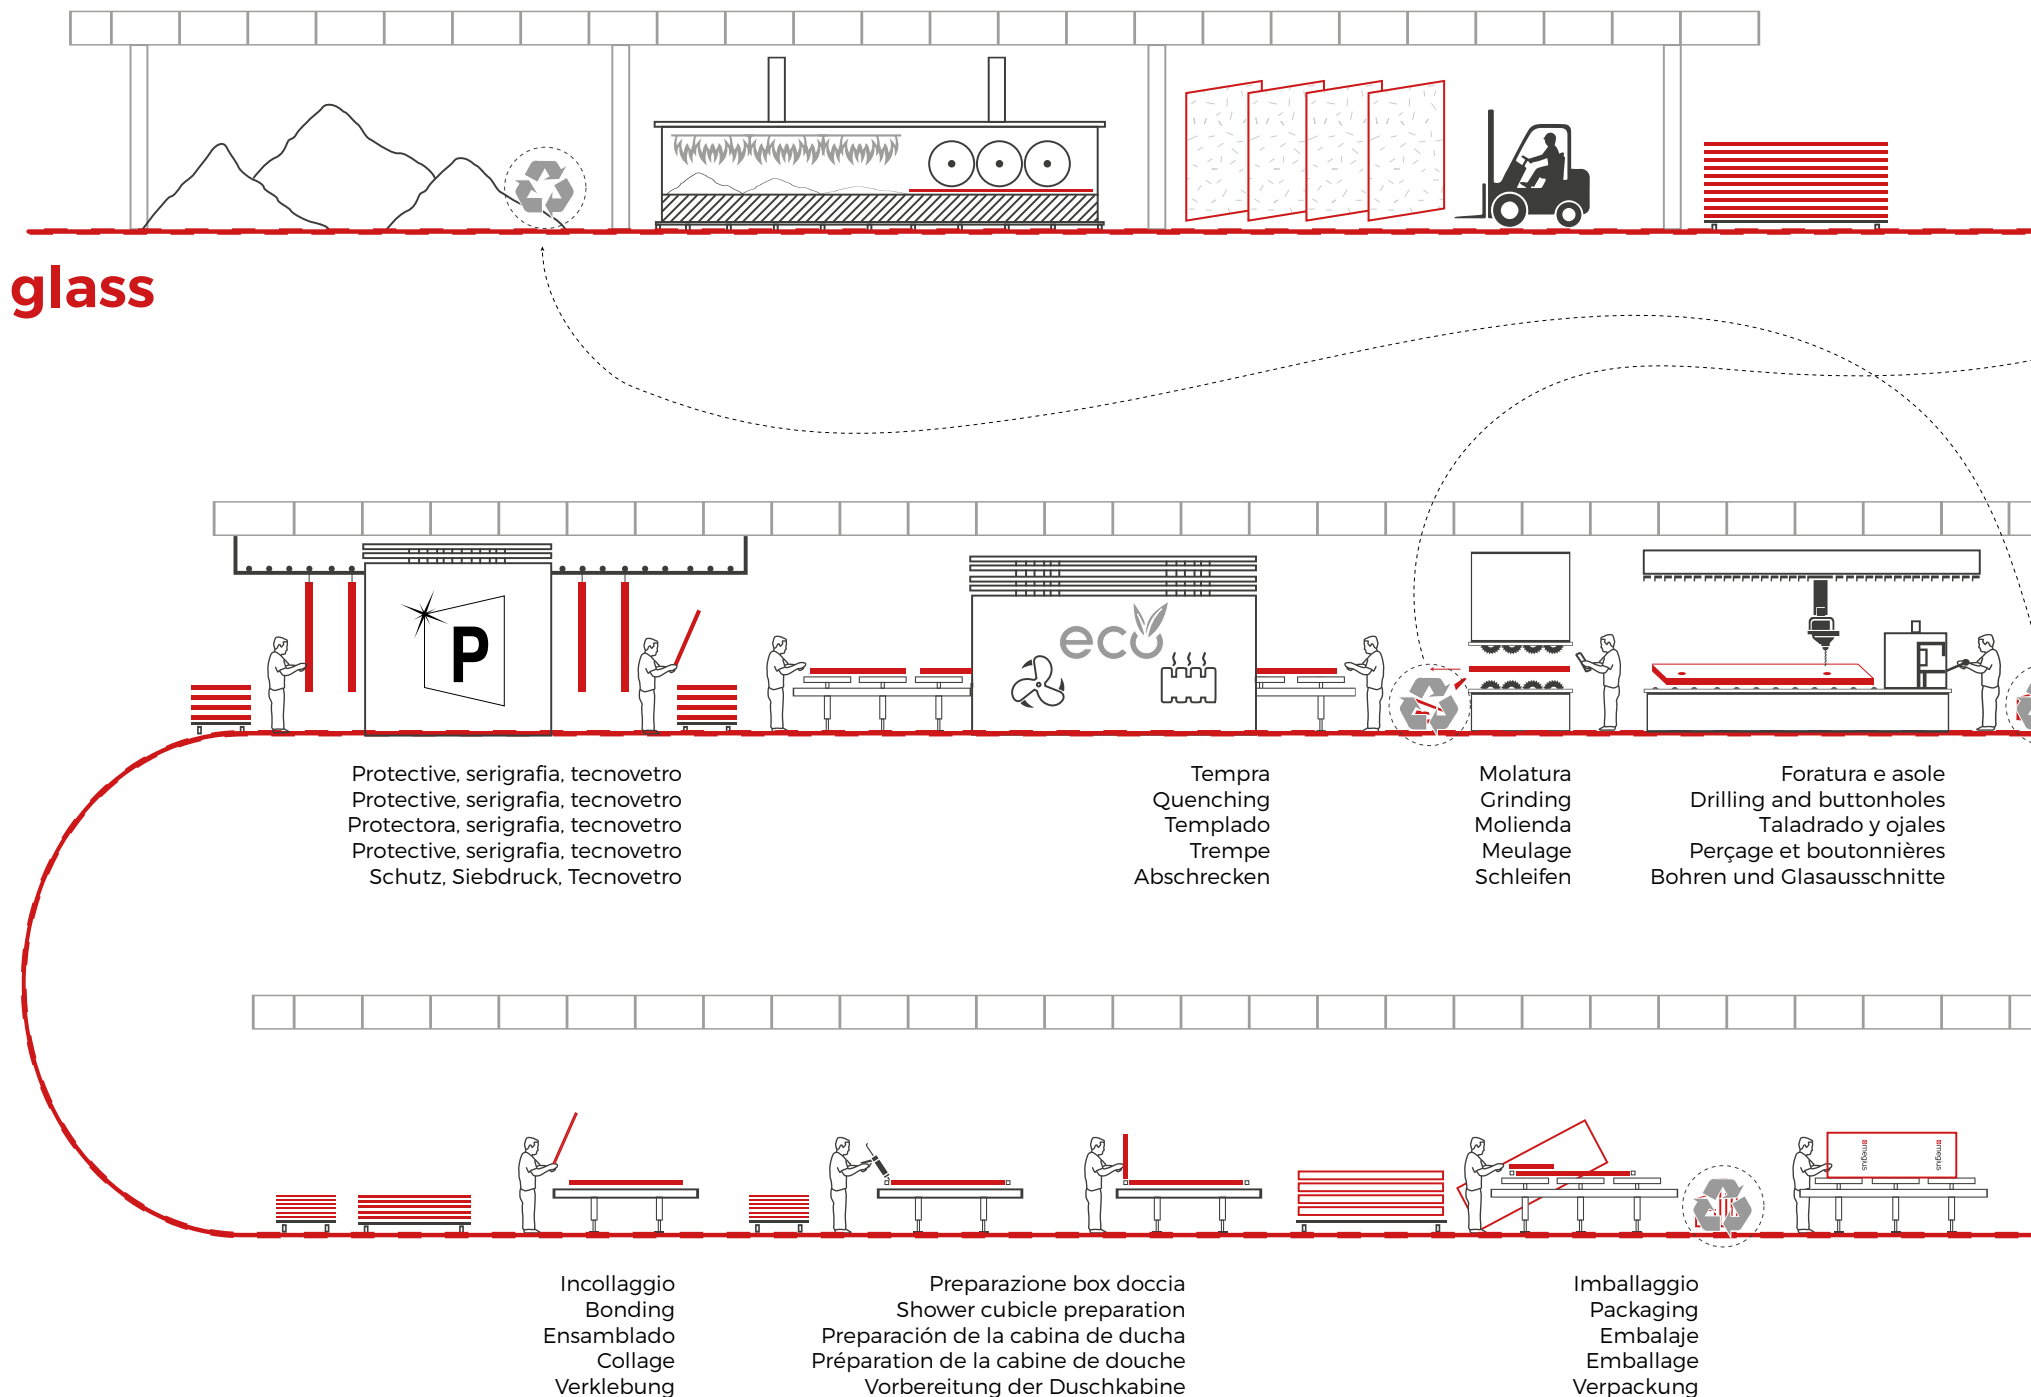 glass
P
eco
Protective, serigrafia, tecnovetro
Protective, serigrafia, tecnovetro
Protectora, serigrafia, tecnovetro
Protective, serigrafia, tecnovetro
Schutz, Siebdruck, Tecnovetro
Tempra
Quenching
Templado
Trempe
Abschrecken
Molatura
Grinding
Molienda
Meulage
Schleifen
Foratura e asole
Drilling and buttonholes
Taladrado y ojales
Perçage et boutonnières
Bohren und Glasausschnitte
megius
megius
Incollaggio
Bonding
Ensamblado
Collage
Verklebung
Preparazione box doccia
Shower cubicle preparation
Preparación de la cabina de ducha
Préparation de la cabine de douche
Vorbereitung der Duschkabine
Imballaggio
Packaging
Embalaje
Emballage
Verpackung